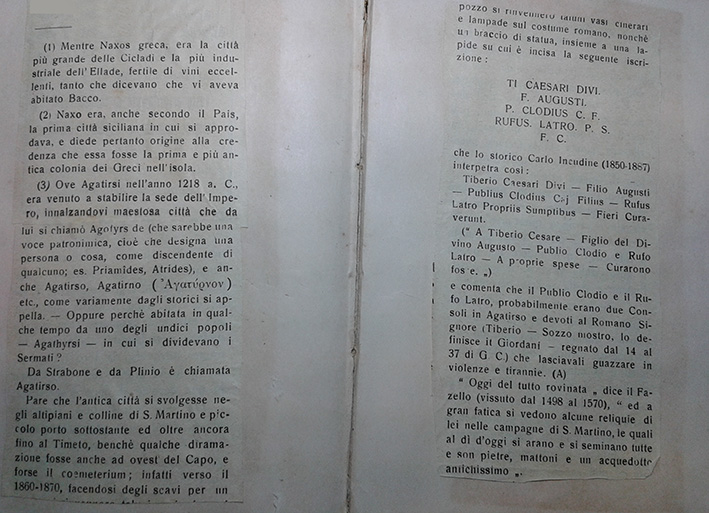 (1) Mentre Naxos greca, era la città
più grande delle Cicladi e la più indu-
striale dell'Ellade, fertile di vini eccel-
lenti, tanto che dicevano che vi aveva
abitato Bacco.
(2) Naxo era, anche secondo il Pais,
la prima città siciliana in cui si appro-
dava, e diede pertanto origine alla cre-
denza che essa fosse la prima e più an-
tica colonia dei Greci nell'isola.
(3) Ove Agatirsi nell'anno 1218 a. C.,
era venuto a stabilire la sede dell'Impe-
ro, innalzandovi maestosa città che da
lui si chiamò Agotyrs de (che sarebbe una
voce patronimica, cioè che designa una
persona o cosa, come discendente di
qualcuno; es. Priamides, Atrides), e an-
che Agatirso, Agatirno (Ἀγατύρνον)
etc., come variamente dagli storici si ap-
pella. — Oppure perchè abitata in qual-
che tempo da uno degli undici popoli
— Agathyrsi — in cui si dividevano i
Sermati?
Da Strabone e da Plinio è chiamata
Agatirso.
Pare che l'antica città si svolgesse ne-
gli altipiani e colline di S. Martino e pic-
colo porto sottostante ed oltre ancora
fino al Timeto, benchè qualche dirama-
zione fosse anche ad ovest del Capo, e
forse il coemeterium; infatti verso il
1860-1870, facendosi degli scavi per un
pozzo si rinvennero taluni vasi cinerari
e lampade sul costume romano, nonchè
un braccio di statua, insieme a una la-
pide su cui è incisa la seguente iscri-
zione:
TI CAESARI DIVI.
F. AUGUSTI.
P. CLODIUS C. F.
RUFUS. LATRO. P. S.
F. C.
che lo storico Carlo Incudine (1850-1887)
interpetra così:
Tiberio Caesari Divi — Filio Augusti
— Publius Clodius Caj Filius — Rufus
Latro Propriis Sumptibus — Fieri Cura-
verunt.
(" A Tiberio Cesare — Figlio del Di-
vino Augusto — Publio Clodio e Rufo
Latro — A proprie spese — Curarono
fos e. „)
e comenta che il Publio Clodio e il Ru-
fo Latro, probabilmente erano due Con-
soli in Agatirso e devoti al Romano Si-
gnore (Tiberio — Sozzo mostro, lo de-
finisce il Giordani — regnato dal 14 al
37 di G C.) che lasciavali guazzare in
violenze e tirannie. (A)
" Oggi del tutto rovinata „ dice il Fa-
zello (vissuto dal 1498 al 1570), " ed a
gran fatica si vedono alcune reliquie di
lei nelle campagne di S. Martino, le quali
al dì d'oggi si arano e si seminano tutte
e son pietre, mattoni e un acquedotto
antichissimo „.